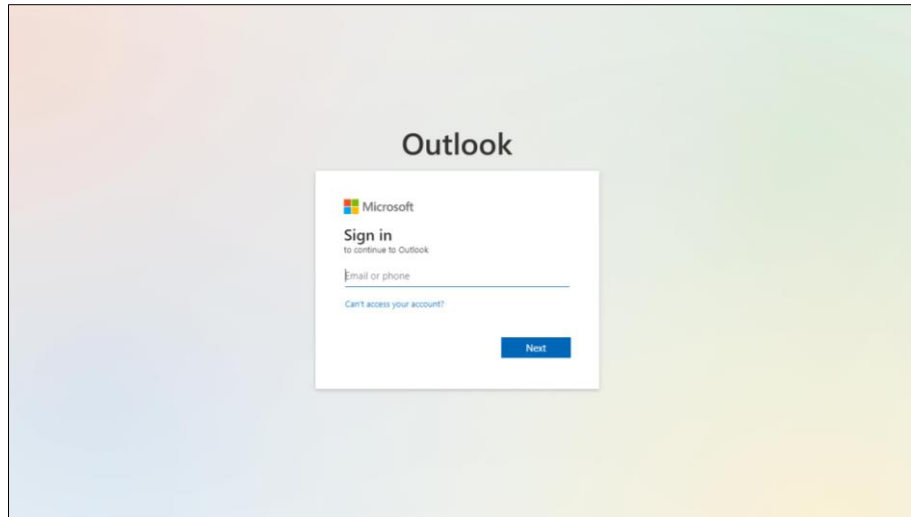 Outlook
Microsoft
Sign in
to continue to Outlook
Email or phone
Can't access your account?
Next